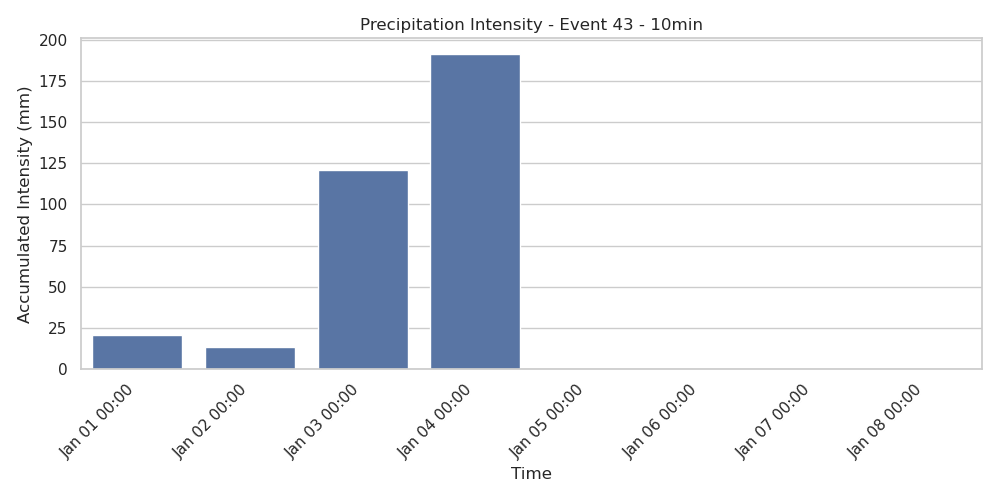 Precipitation Intensity - Event 43 - 10min
Accumulated Intensity (mm)
200
175
150
125
100
75
50
25
0
Jan 01 00:00
Jan 02 00:00
Jan 03 00:00
Jan 04 00:00
Jan 05 00:00
Jan 06 00:00
Jan 07 00:00
Jan 08 00:00
Time